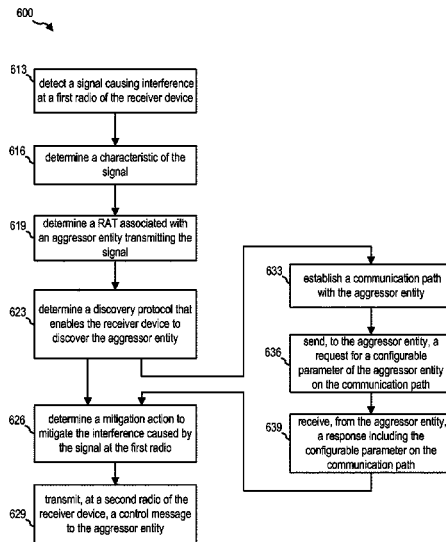 600
613
detect a signal causing interference
at a first radio of the receiver device
616
determine a characteristic of the
signal
619
determine a RAT associated with
an aggressor entity transmitting the
signal
623
determine a discovery protocol that
enables the receiver device to
discover the aggressor entity
626
determine a mitigation action to
mitigate the interference caused by
the signal at the first radio
629
transmit, at a second radio of the
receiver device, a control message
to the aggressor entity
633
establish a communication path
with the aggressor entity
636
send, to the aggressor entity, a
request for a configurable
parameter of the aggressor entity
on the communication path
639
receive, from the aggressor entity,
a response including the
configurable parameter on the
communication path